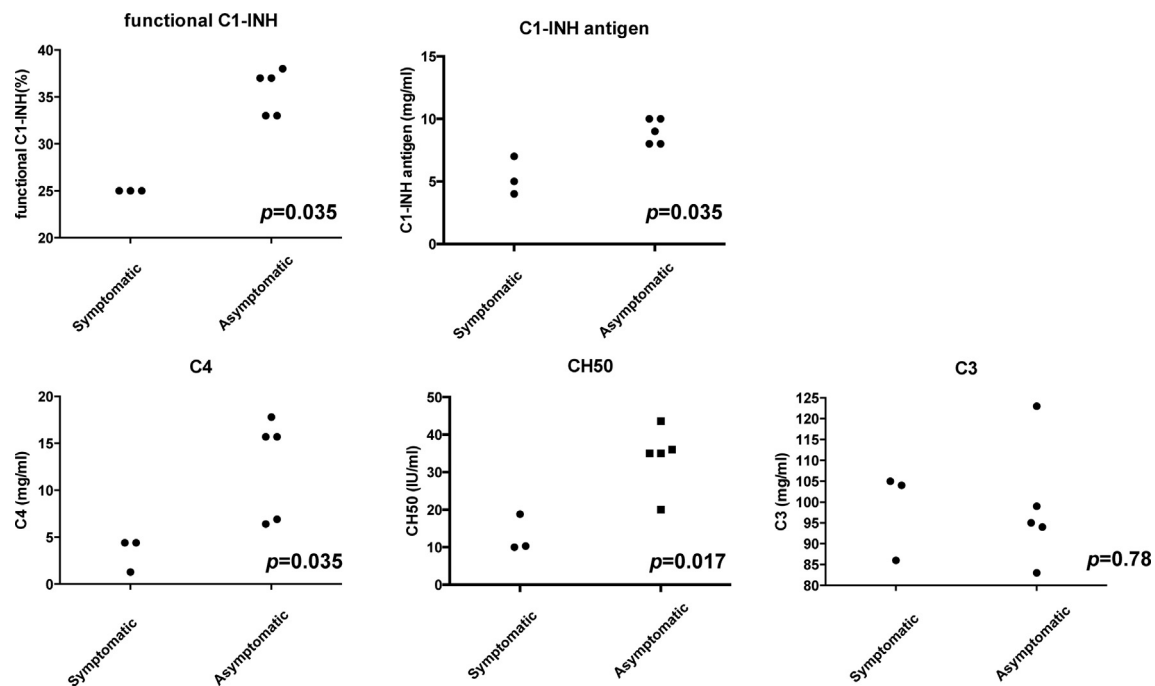 functional C1-INH
functional C1-INH(%)
40
35
30
25
20
p=0.035
Symptomatic
Asymptomatic
C1-INH antigen
C1-INH antigen (mg/ml)
15
10
5
0
p=0.035
Symptomatic
Asymptomatic
C4
C4 (mg/ml)
20
15
10
5
0
p=0.035
Symptomatic
Asymptomatic
CH50
CH50 (IU/ml)
50
40
30
20
10
0
p=0.017
Symptomatic
Asymptomatic
C3
C3 (mg/ml)
125
120
115
110
105
100
95
90
85
80
p=0.78
Symptomatic
Asymptomatic